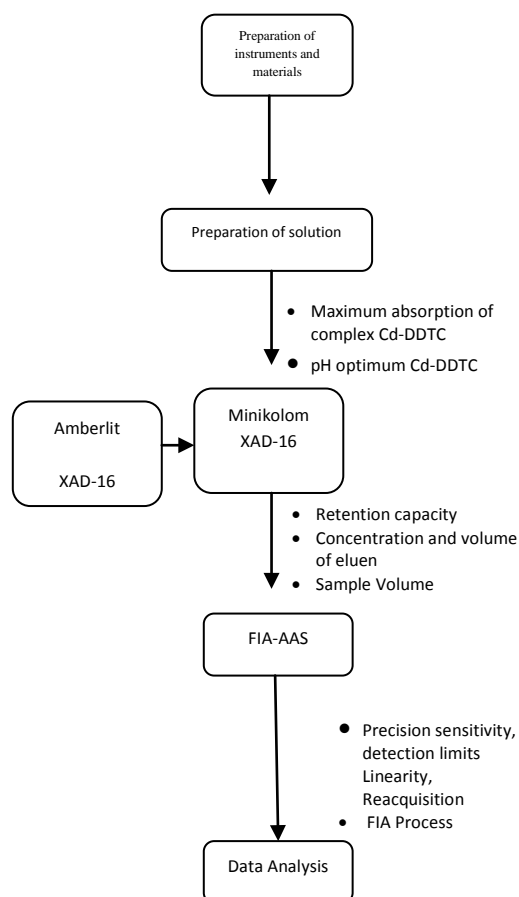 Preparation of
instruments and
materials
Preparation of solution
• Maximum absorption of
complex Cd-DDTC
• pH optimum Cd-DDTC
Amberlit
XAD-16
Minikolom
XAD-16
• Retention capacity
• Concentration and volume
of eluen
• Sample Volume
FIA-AAS
• Precision sensitivity,
detection limits
Linearity,
Reacquisition
• FIA Process
Data Analysis